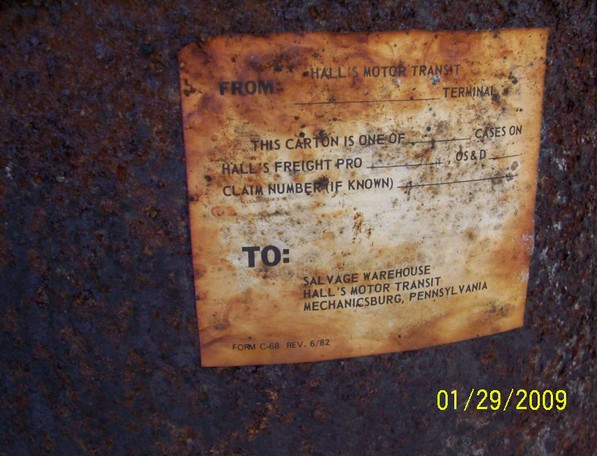 HALL'S MOTOR TRANSIT
FROM: TERMINAL
THIS CARTON IS ONE OF CASES ON
HALL'S FREIGHT PRO OS & D
CLAIM NUMBER (IF KNOWN)
TO:
SALVAGE WAREHOUSE
HALL'S MOTOR TRANSIT
MECHANICSBURG, PENNSYLVANIA
FORM C-68 REV. 6/82
01/29/2009